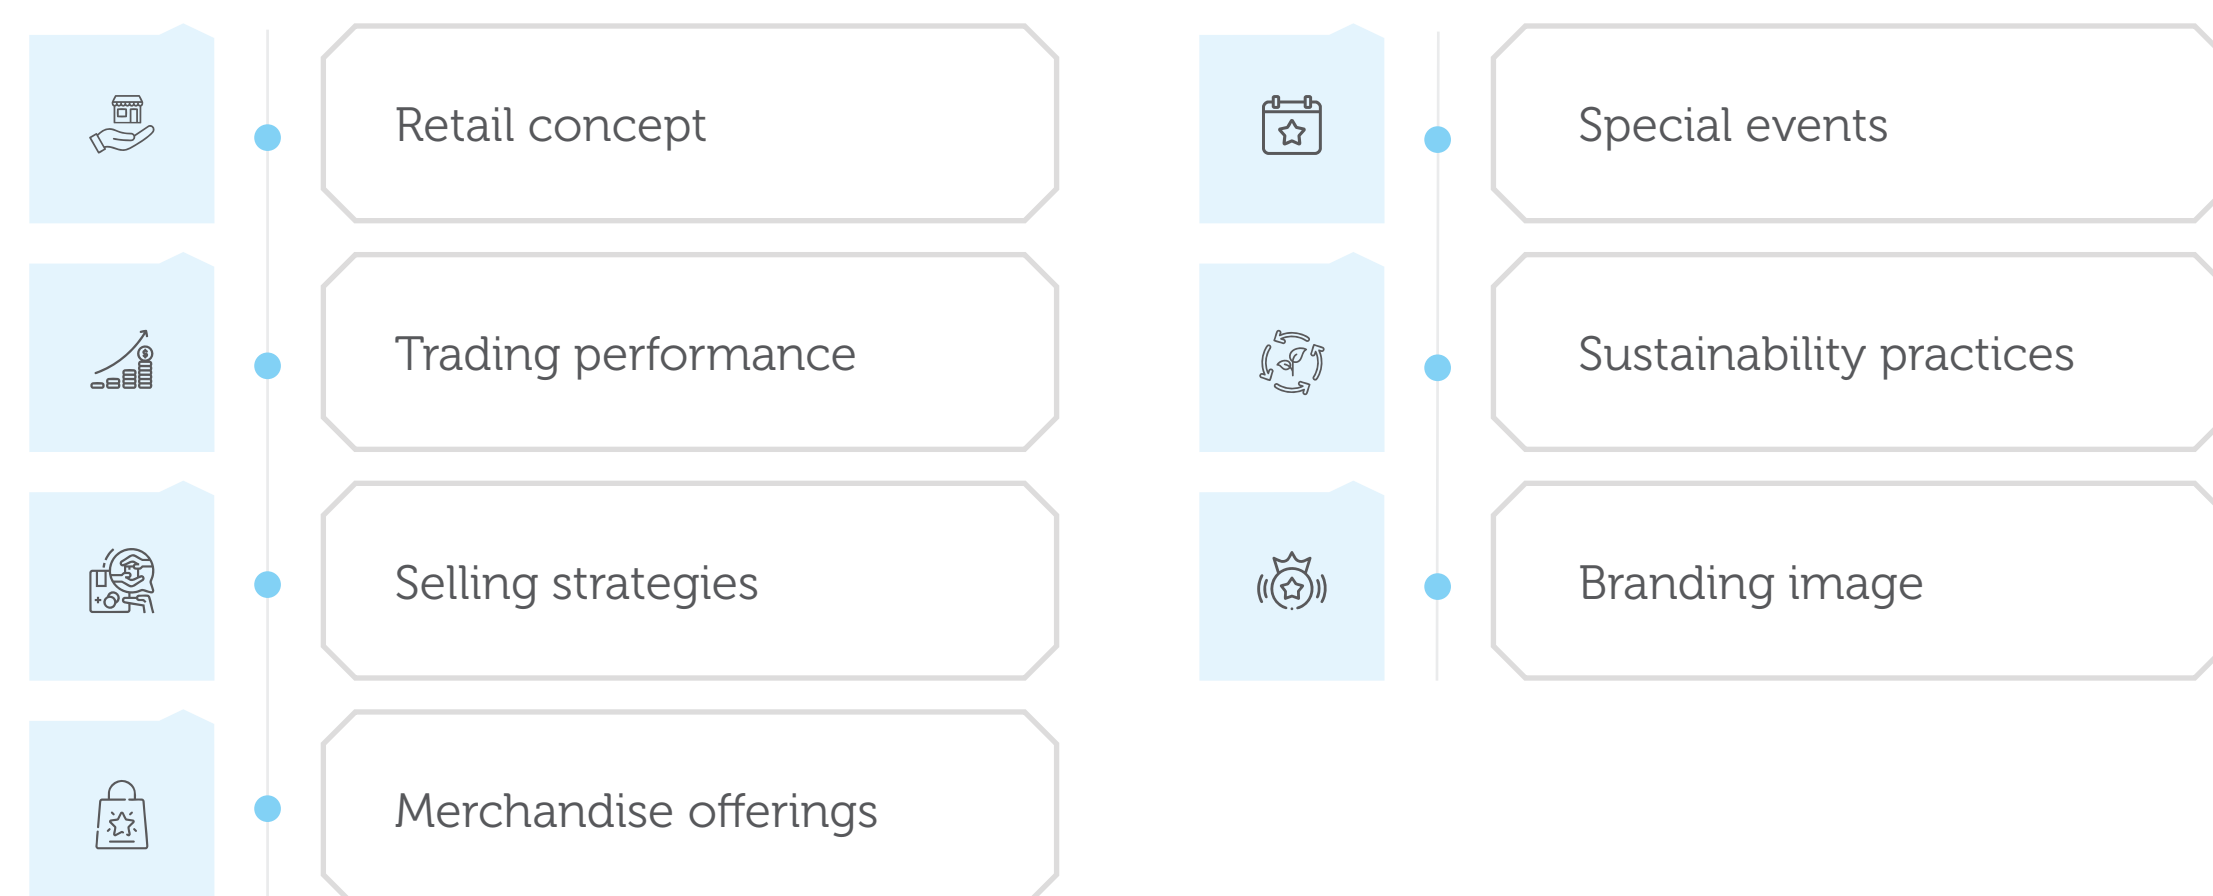 Retail concept
Trading performance
Selling strategies
Merchandise offerings
Special events
Sustainability practices
Branding image